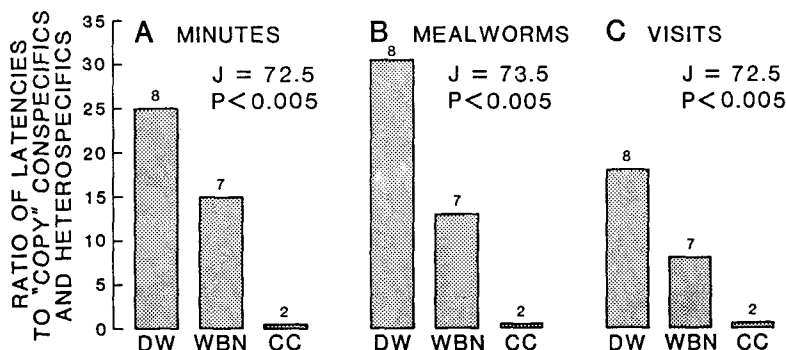 RATIO OF LATENCIES
TO "COPY" CONSPECIFICS
AND HETEROSPECIFICS
35
30
25
20
15
10
5
0
A MINUTES
J = 72.5
P<0.005
8
7
2
DW WBN CC
B MEALWORMS
J = 73.5
P<0.005
8
7
2
DW WBN CC
C VISITS
J = 72.5
P<0.005
8
7
2
DW WBN CC